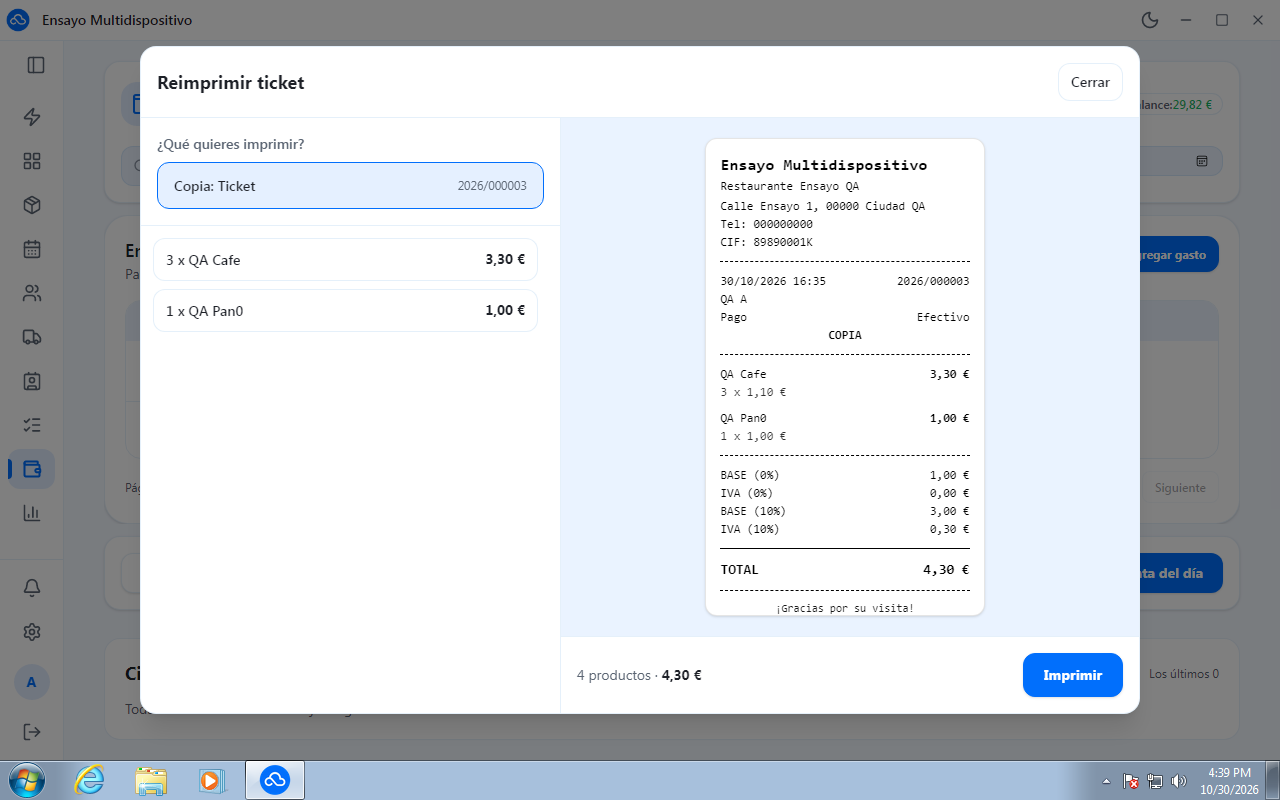 Ensayo Multidispositivo
Reimprimir ticket
Cerrar
¿Qué quieres imprimir?
Copia: Ticket 2026/000003
3 x QA Cafe 3,30 €
1 x QA Pan0 1,00 €
Ensayo Multidispositivo
Restaurante Ensayo QA
Calle Ensayo 1, 00000 Ciudad QA
Tel: 000000000
CIF: 89890001K
30/10/2026 16:35 2026/000003
QA A
Pago Efectivo
COPIA
QA Cafe 3,30 €
3 x 1,10 €
QA Pan0 1,00 €
1 x 1,00 €
BASE (0%) 1,00 €
IVA (0%) 0,00 €
BASE (10%) 3,00 €
IVA (10%) 0,30 €
TOTAL 4,30 €
¡Gracias por su visita!
4 productos · 4,30 €
Imprimir
lance:29,82 €
regar gasto
Siguiente
del día
Los últimos 0
A
4:39 PM
10/30/2026